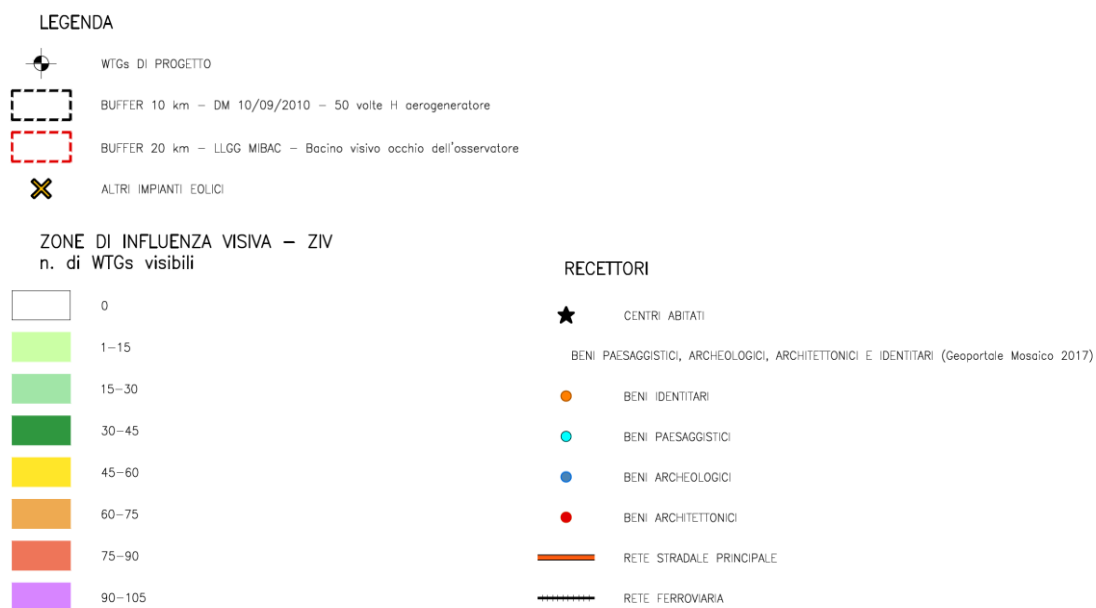 LEGENDA
WTGs DI PROGETTO
BUFFER 10 km – DM 10/09/2010 – 50 volte H aerogeneratore
BUFFER 20 km – LLGG MIBAC – Bacino visivo occhio dell'osservatore
ALTRI IMPIANTI EOLICI
ZONE DI INFLUENZA VISIVA – ZIV
n. di WTGs visibili
0
1–15
15–30
30–45
45–60
60–75
75–90
90–105
RECETTORI
CENTRI ABITATI
BENI PAESAGGISTICI, ARCHEOLOGICI, ARCHITETTONICI E IDENTITARI (Geoportale Mosaico 2017)
BENI IDENTITARI
BENI PAESAGGISTICI
BENI ARCHEOLOGICI
BENI ARCHITETTONICI
RETE STRADALE PRINCIPALE
RETE FERROVIARIA